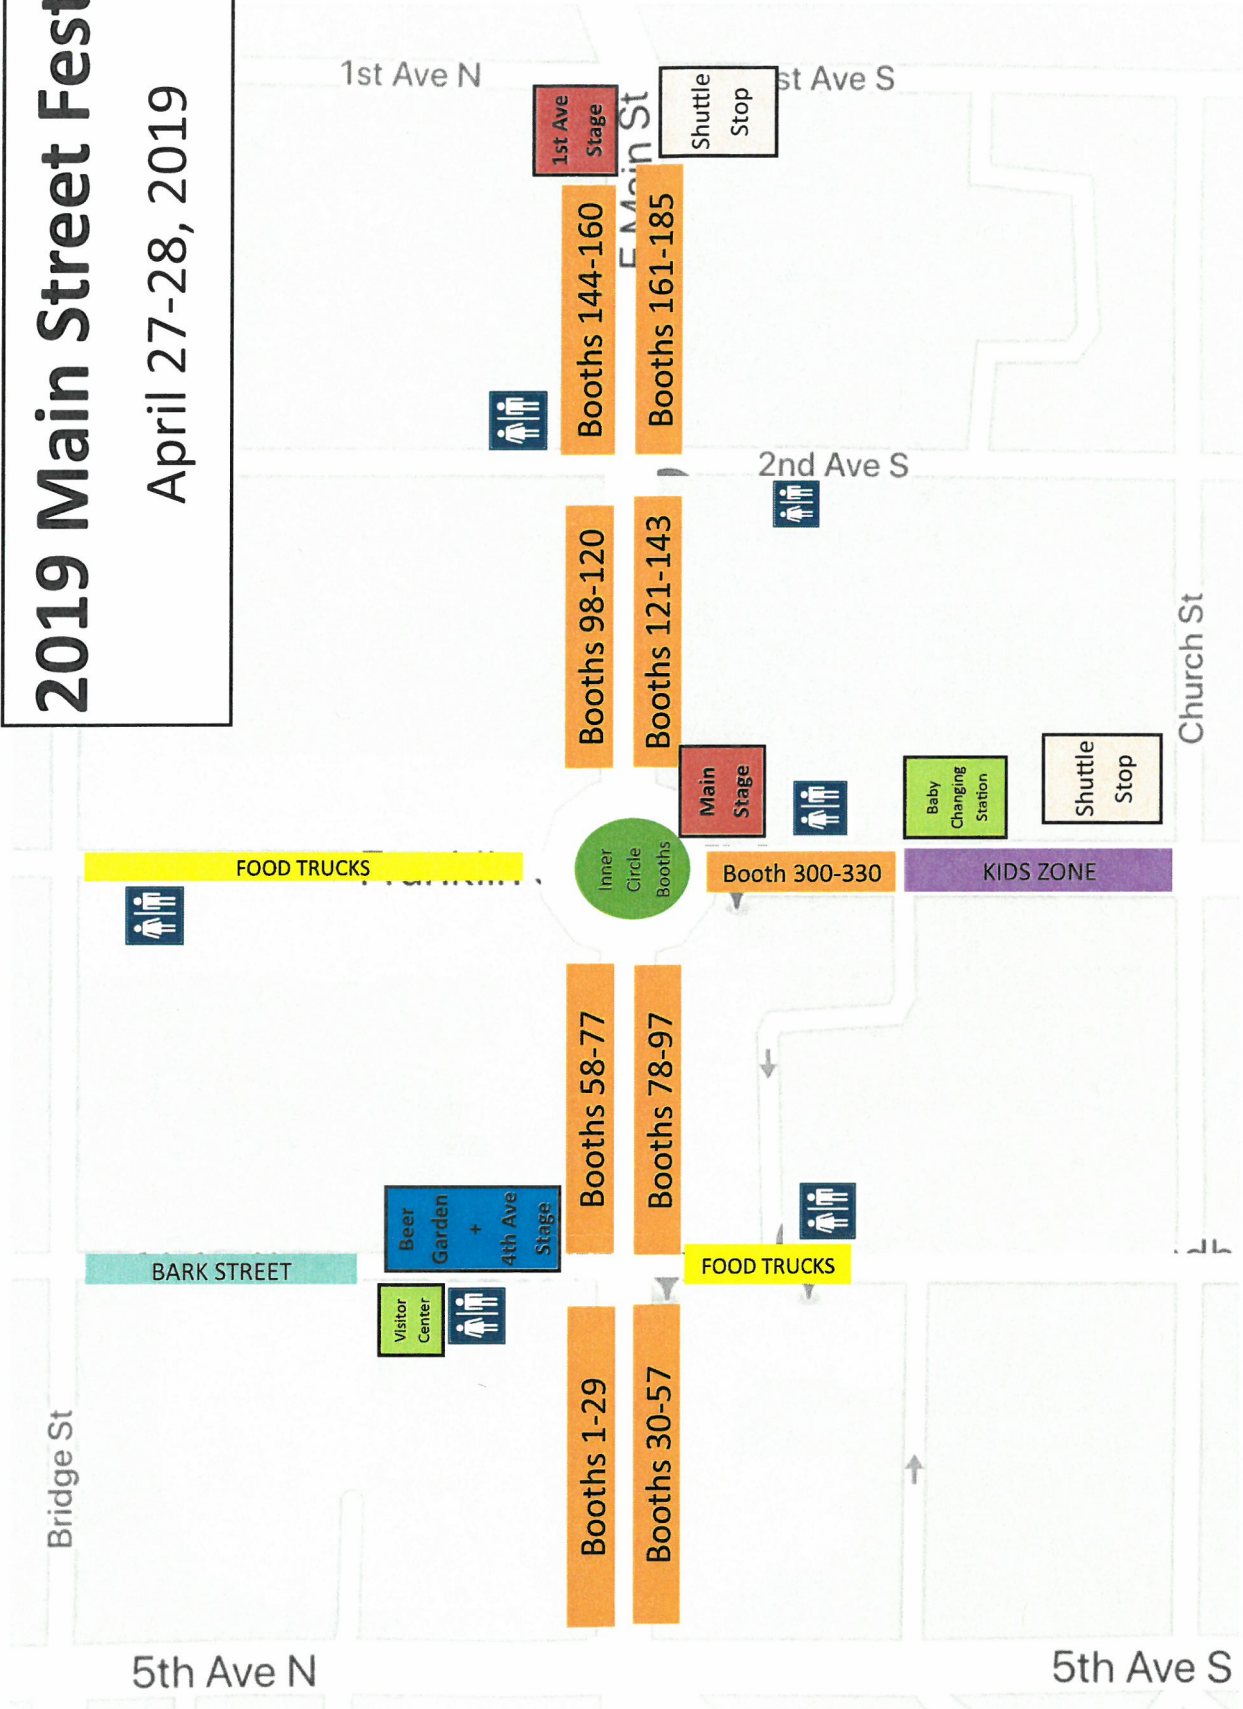 2019 Main Street Fest
April 27-28, 2019
1st Ave N
st Ave S
1st Ave
Stage
E Main St
Shuttle
Stop
Booths 144-160
Booths 161-185
2nd Ave S
Booths 98-120
Booths 121-143
Church St
Main
Stage
Baby
Changing
Station
Shuttle
Stop
FOOD TRUCKS
Inner
Circle
Booths
Booth 300-330
KIDS ZONE
Booths 58-77
Booths 78-97
Beer
Garden
+
4th Ave
Stage
BARK STREET
FOOD TRUCKS
Visitor
Center
Booths 1-29
Booths 30-57
Bridge St
5th Ave N
5th Ave S